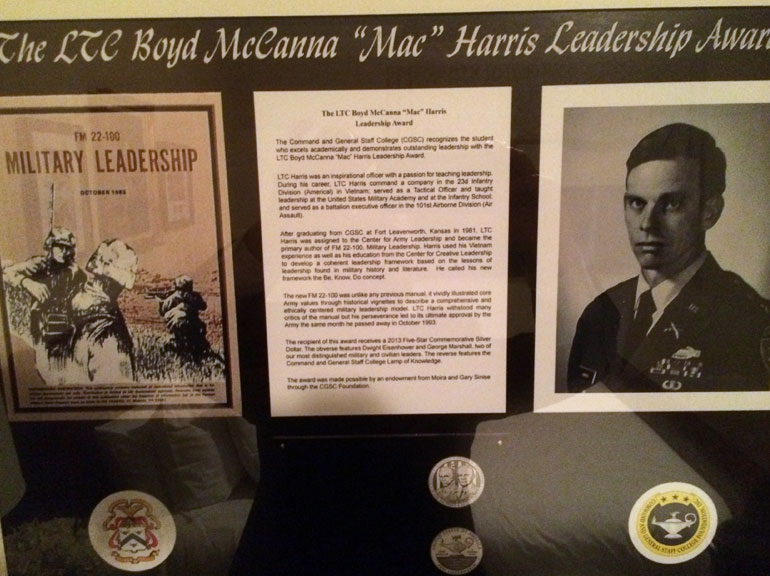 The LTC Boyd McCanna "Mac" Harris Leadership Awar
FM 22-100
MILITARY LEADERSHIP
OCTOBER 1983
The LTC Boyd McCanna "Mac" Harris
Leadership Award
The Command and General Staff College (CGSC) recognizes the student
who excels academically and demonstrates outstanding leadership with the
LTC Boyd McCanna "Mac" Harris Leadership Award.
LTC Harris was an inspirational officer with a passion for teaching leadership.
During his career, LTC Harris command a company in the 23d Infantry
Division (Americal) in Vietnam; served as a Tactical Officer and taught
leadership at the United States Military Academy and at the Infantry School;
and served as a battalion executive officer in the 101st Airborne Division (Air
Assault).
After graduating from CGSC at Fort Leavenworth, Kansas in 1981, LTC
Harris was assigned to the Center for Army Leadership and became the
primary author of FM 22-100, Military Leadership. Harris used his Vietnam
experience as well as his education from the Center for Creative Leadership
to develop a coherent leadership framework based on the lessons of
leadership found in military history and literature. He called his new
framework the Be, Know, Do concept.
The new FM 22-100 was unlike any previous manual, it vividly illustrated core
Army values through historical vignettes to describe a comprehensive and
ethically centered military leadership model. LTC Harris withstood many
critics of the manual but his perseverance led to its ultimate approval by the
Army the same month he passed away in October 1993.
The recipient of this award receives a 2013 Five-Star Commemorative Silver
Dollar. The obverse features Dwight Eisenhower and George Marshall, two of
our most distinguished military and civilian leaders. The reverse features the
Command and General Staff College Lamp of Knowledge.
The award was made possible by an endowment from Moira and Gary Sinise
through the CGSC Foundation.
COMMAND AND GENERAL STAFF COLLEGE FOUNDATION, INC.